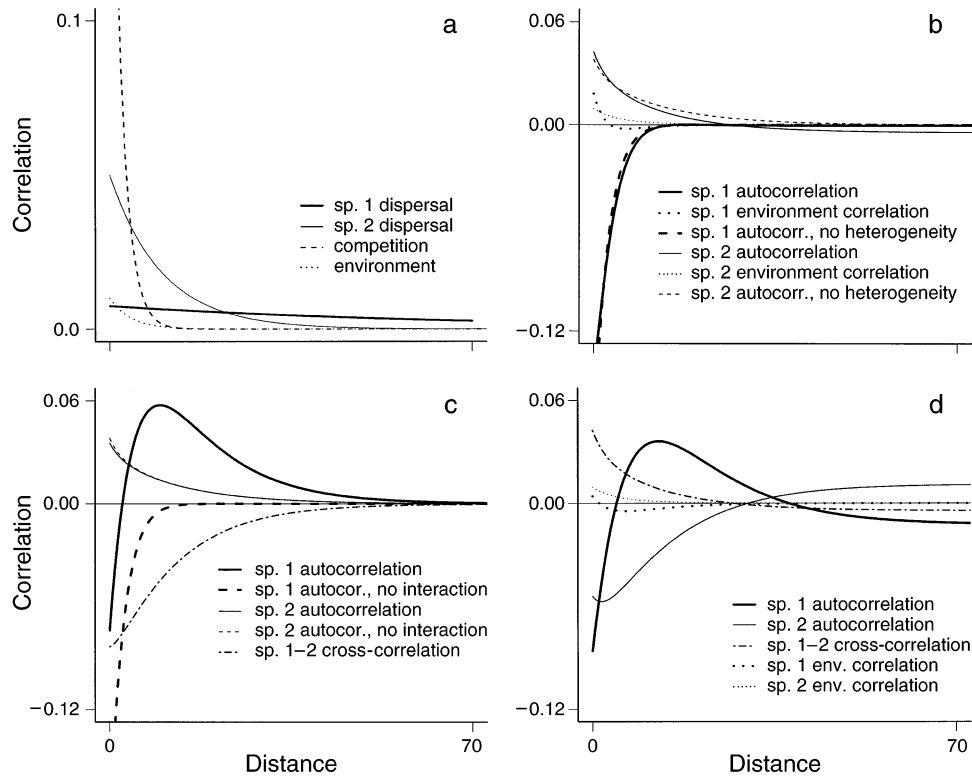 a
0.1
Correlation
sp. 1 dispersal
sp. 2 dispersal
competition
environment
0.0
b
0.06
0.00
sp. 1 autocorrelation
sp. 1 environment correlation
sp. 1 autocorr., no heterogeneity
sp. 2 autocorrelation
sp. 2 environment correlation
sp. 2 autocorr., no heterogeneity
−0.12
70
c
0.06
0.00
Correlation
sp. 1 autocorrelation
sp. 1 autocor., no interaction
sp. 2 autocorrelation
sp. 2 autocor., no interaction
sp. 1–2 cross-correlation
−0.12
0
70
Distance
d
0.06
0.00
sp. 1 autocorrelation
sp. 2 autocorrelation
sp. 1–2 cross-correlation
sp. 1 env. correlation
sp. 2 env. correlation
−0.12
0
70
Distance